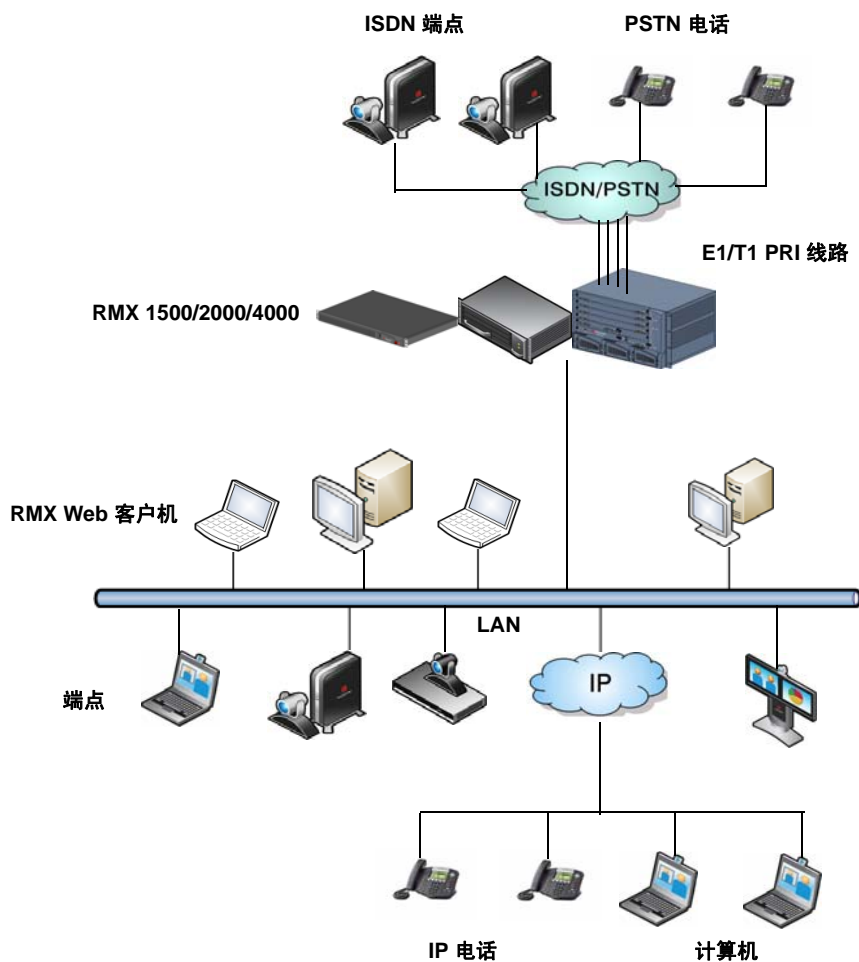 ISDN 端点
PSTN 电话
ISDN/PSTN
E1/T1 PRI 线路
RMX 1500/2000/4000
RMX Web 客户机
LAN
端点
IP
IP 电话
计算机